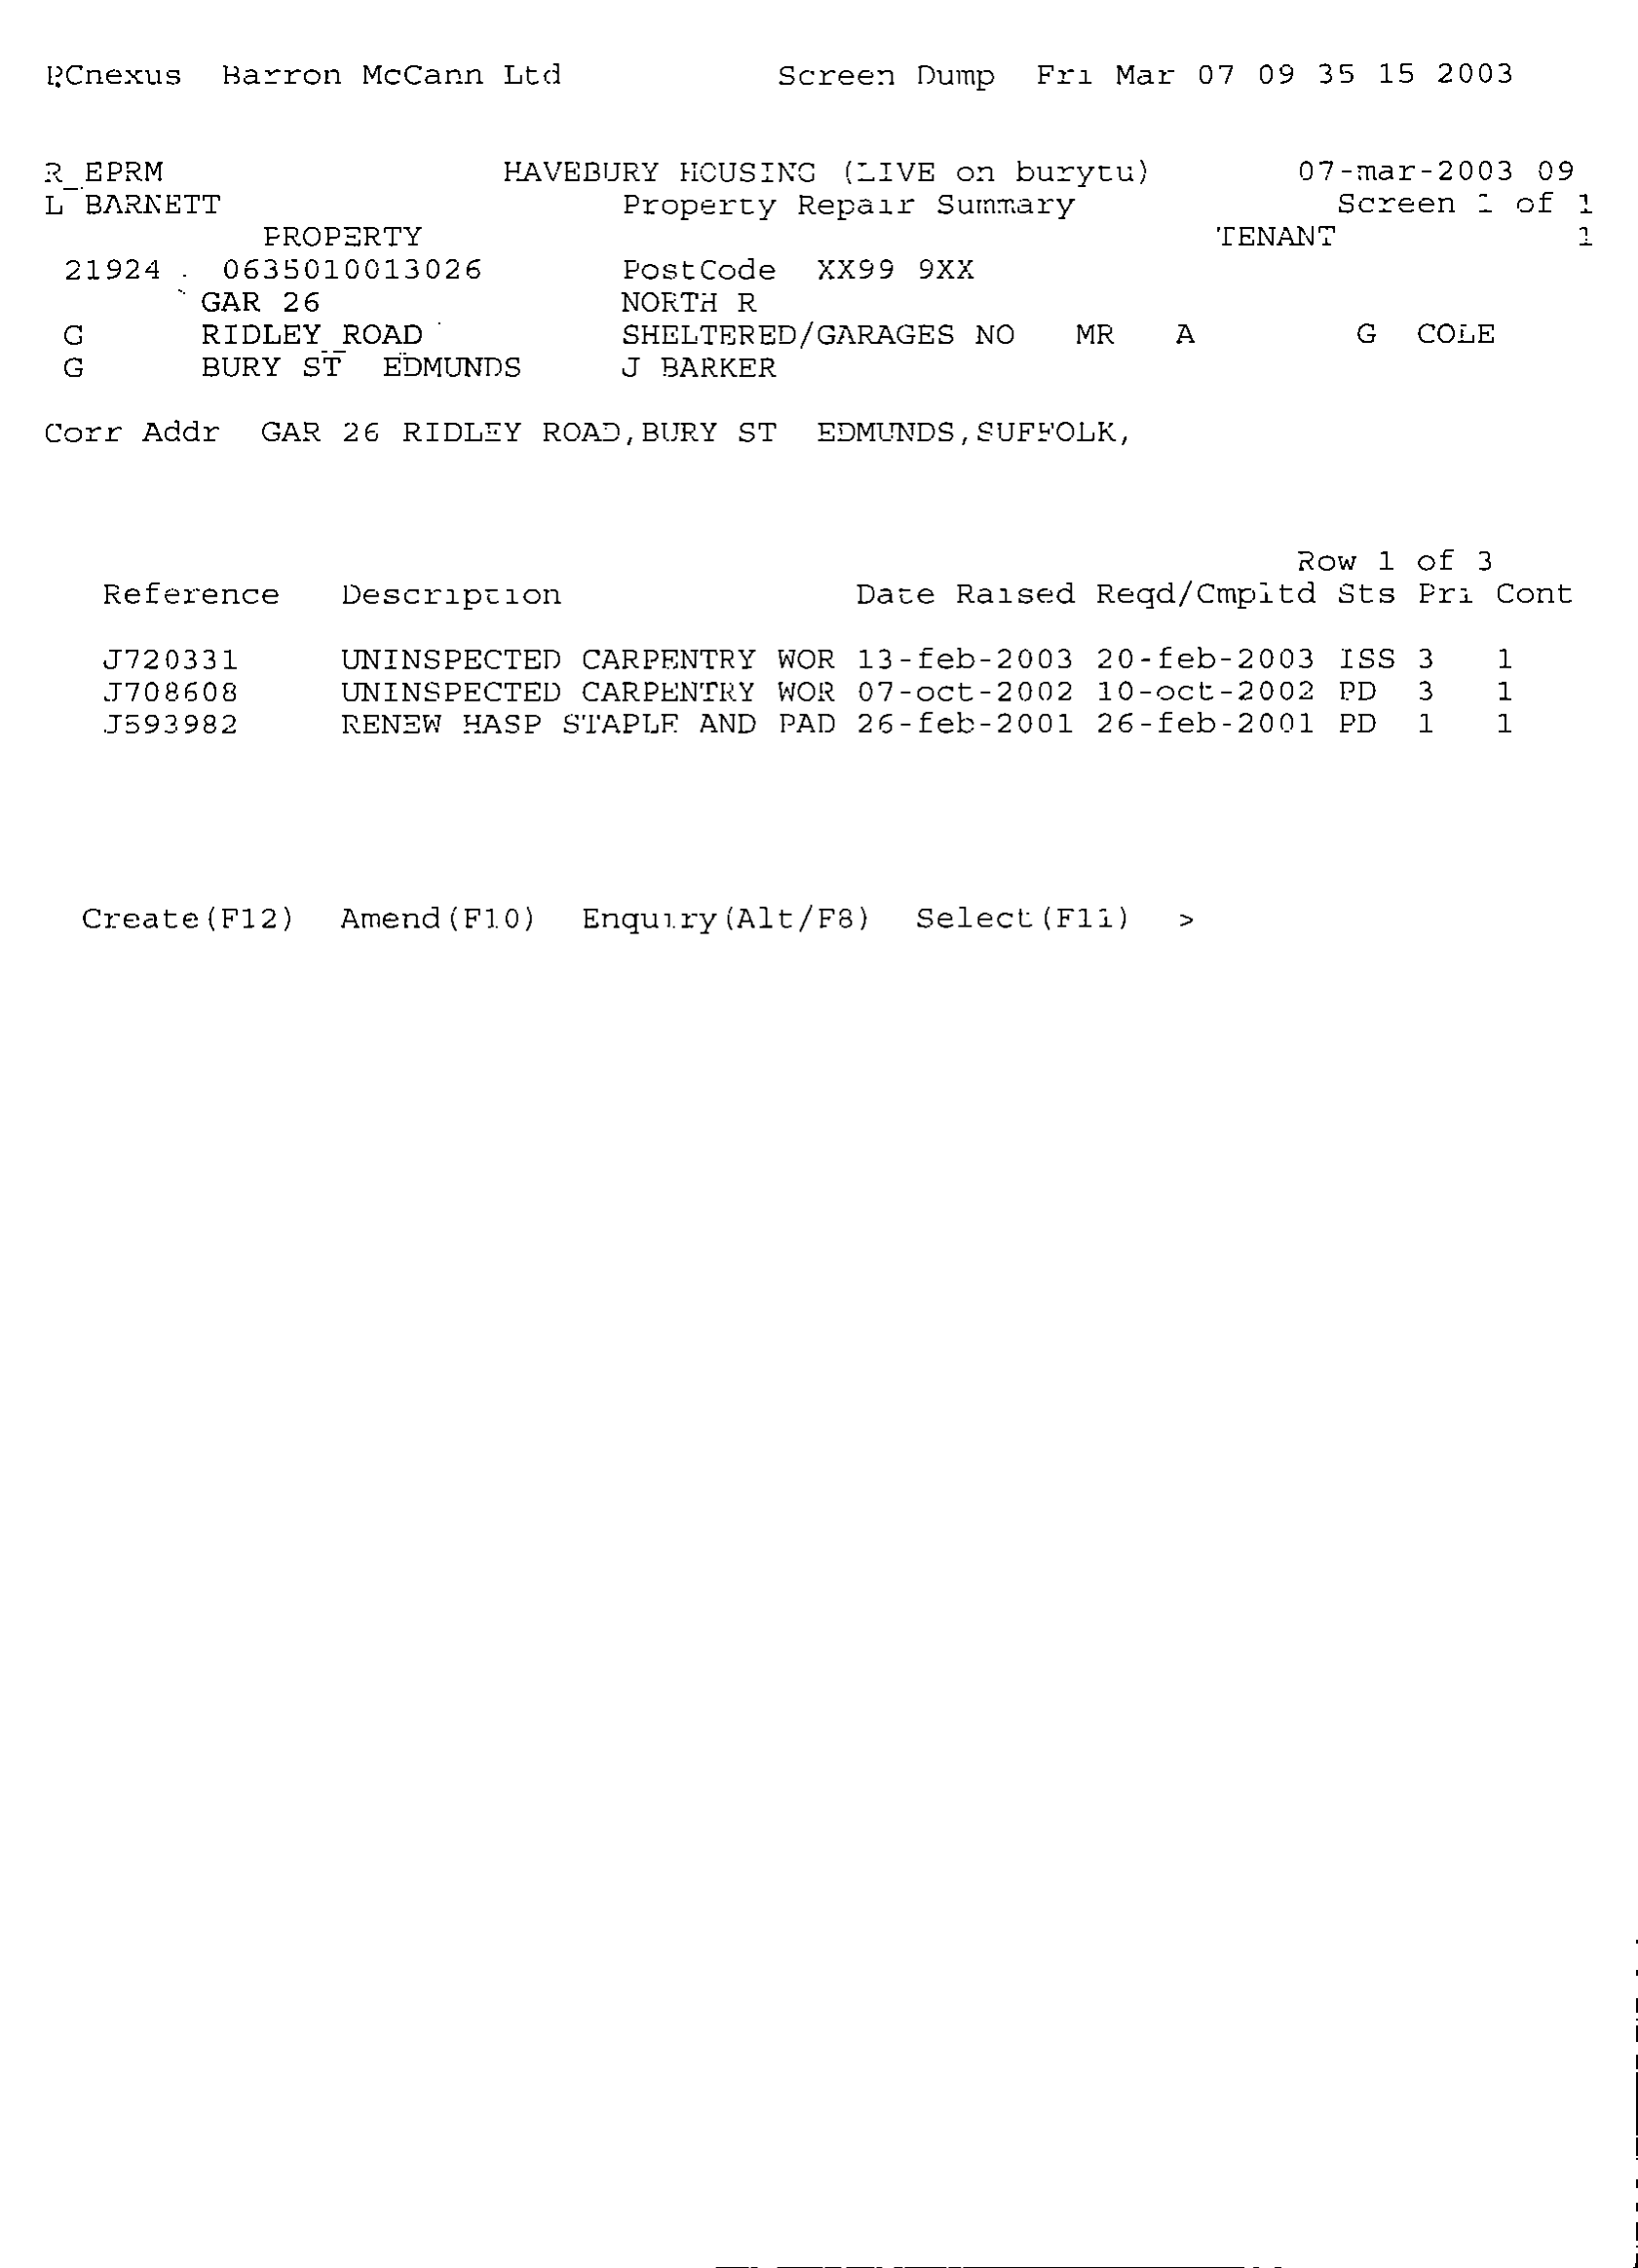 PCnexus Barron McCann Ltd Screen Dump Fri Mar 07 09 35 15 2003
R_EPRM HAVEBURY HOUSING (LIVE on burytu) 07-mar-2003 09
L BARNETT Property Repair Summary Screen 1 of 1
PROPERTY TENANT 1
21924 0635010013026 PostCode XX99 9XX
GAR 26 NORTH R
G RIDLEY ROAD SHELTERED/GARAGES NO MR A G COLE
G BURY ST EDMUNDS J BARKER
Corr Addr GAR 26 RIDLEY ROAD,BURY ST EDMUNDS,SUFFOLK,
Row 1 of 3
Reference Description Date Raised Reqd/Cmpltd Sts Pri Cont
J720331 UNINSPECTED CARPENTRY WOR 13-feb-2003 20-feb-2003 ISS 3 1
J708608 UNINSPECTED CARPENTRY WOR 07-oct-2002 10-oct-2002 PD 3 1
J593982 RENEW HASP STAPLE AND PAD 26-feb-2001 26-feb-2001 PD 1 1
Create(F12) Amend(F10) Enquiry(Alt/F8) Select(F11) >